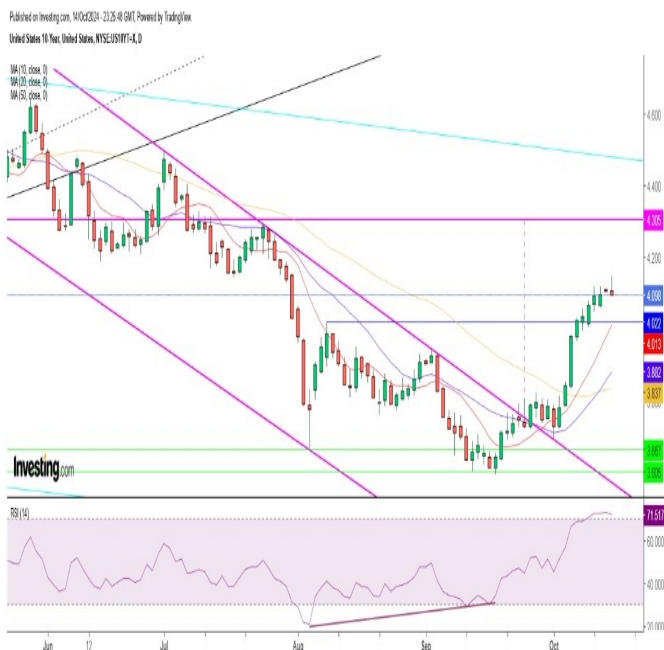 Published on Investing.com, 14/Oct/2024 - 23:25:48 GMT, Powered by TradingView.
United States 10-Year, United States, NYSE:US10YT=X, D
MA (10, close, 0)
MA (20, close, 0)
MA (50, close, 0)
4.600
4.400
4.305
4.200
4.098
4.022
4.013
3.882
3.837
3.667
3.605
Investing.com
RSI (14)
71.517
60.000
20.000
Jun 12 Jul Aug Sep Oct